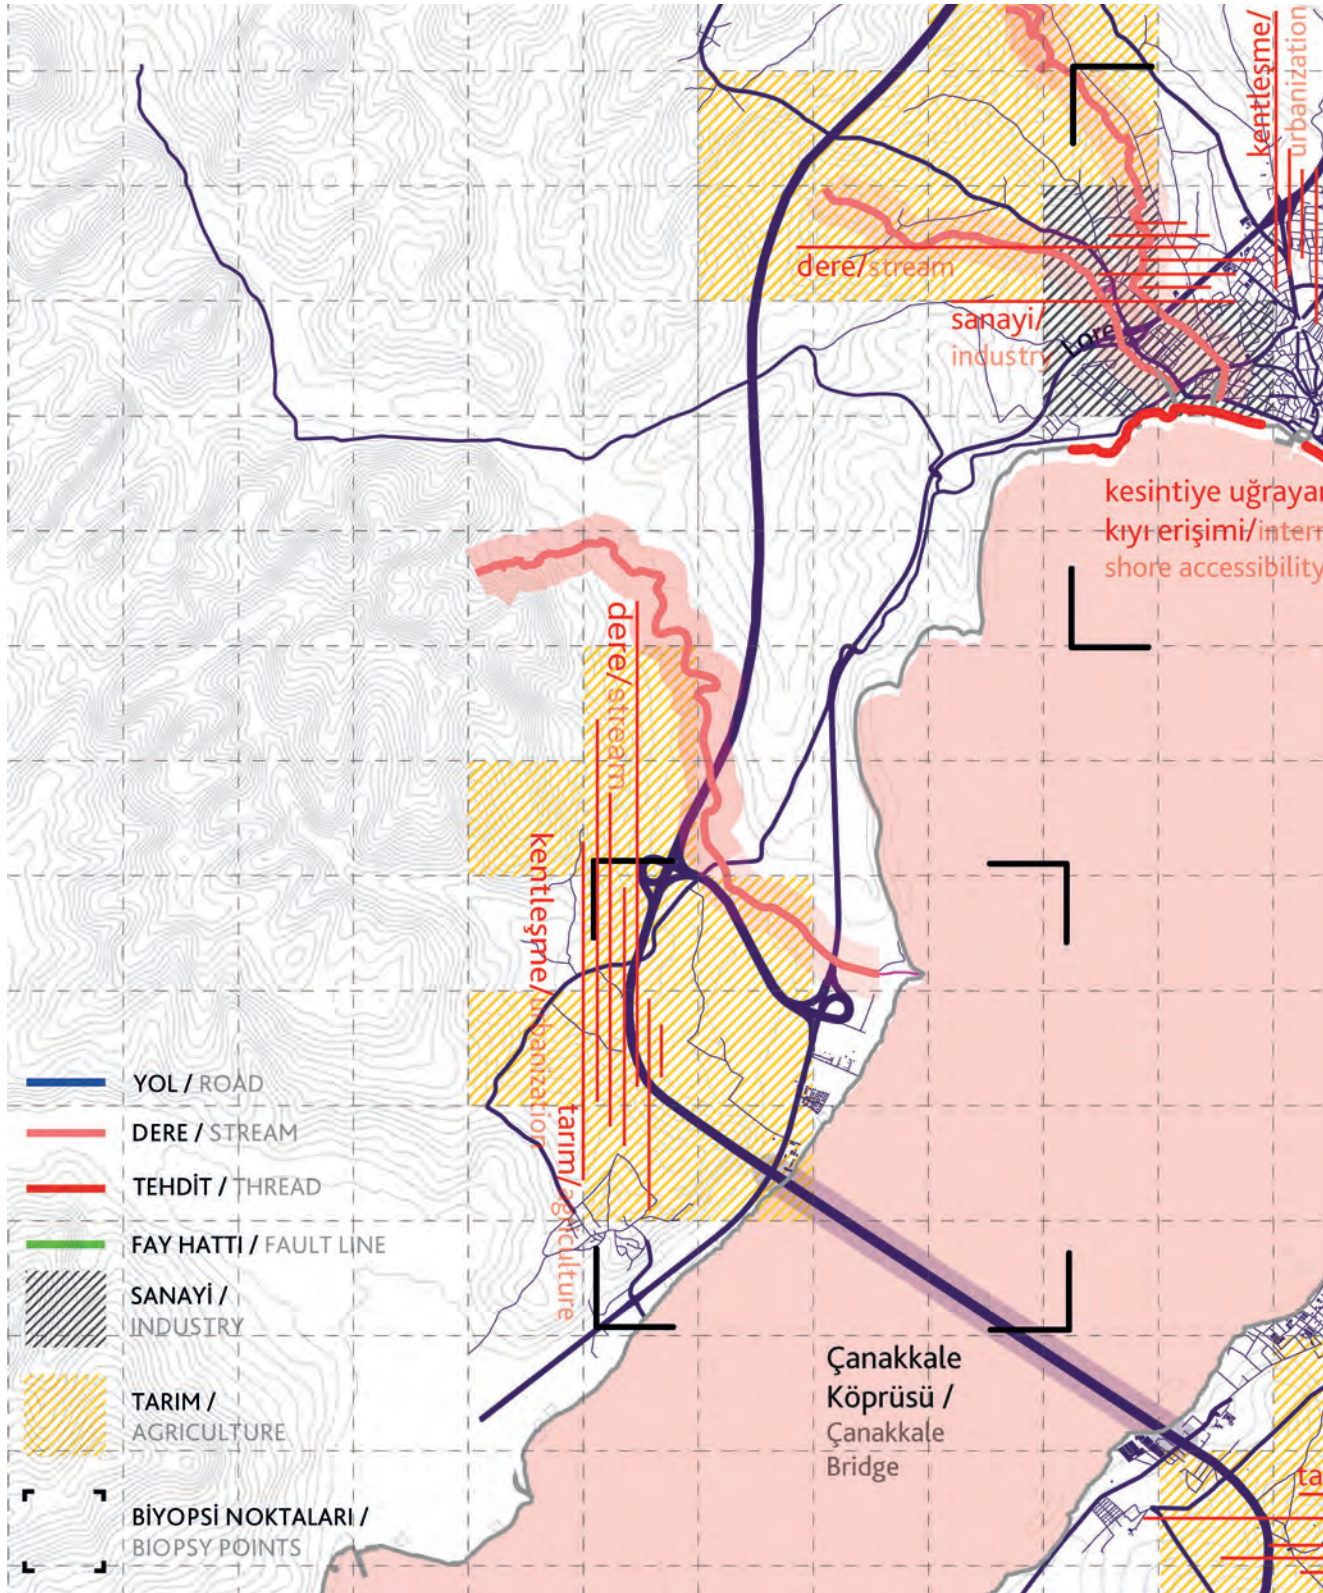 kentleşme/
urbanization
dere/stream
sanayi/
industry
kesintiye uğrayan
kıyı erişimi/interr
shore accessibility
dere/stream
kentleşme/urbanization
tarım/agriculture
YOL / ROAD
DERE / STREAM
TEHDİT / THREAD
FAY HATTI / FAULT LINE
SANAYİ /
INDUSTRY
TARIM /
AGRICULTURE
BİYOPSİ NOKTALARI /
BIOPSY POINTS
Çanakkale
Köprüsü /
Çanakkale
Bridge
ta